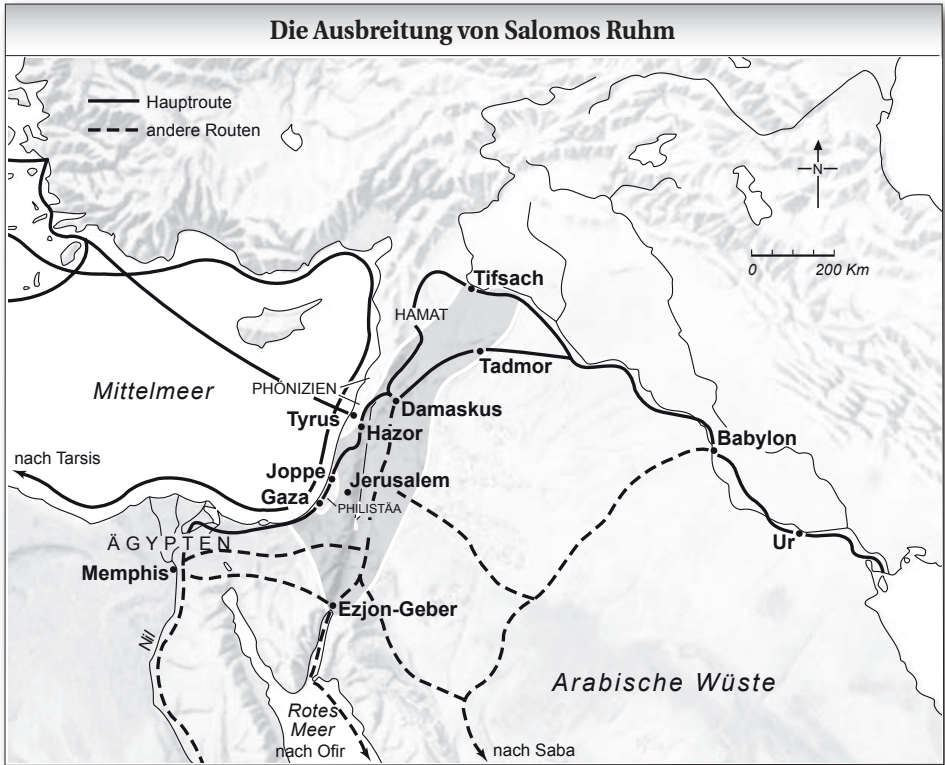 Die Ausbreitung von Salomos Ruhm
Hauptroute
andere Routen
N
0 200 Km
Tifsach
HAMAT
Tadmor
Mittelmeer
PHÖNIZIEN
Damaskus
Tyrus
Hazor
Babylon
nach Tarsis
Joppe
Jerusalem
Gaza
PHILISTÄA
ÄGYPTEN
Ur
Memphis
Ezjon-Geber
Nil
Arabische Wüste
Rotes
Meer
nach Ofir
nach Saba